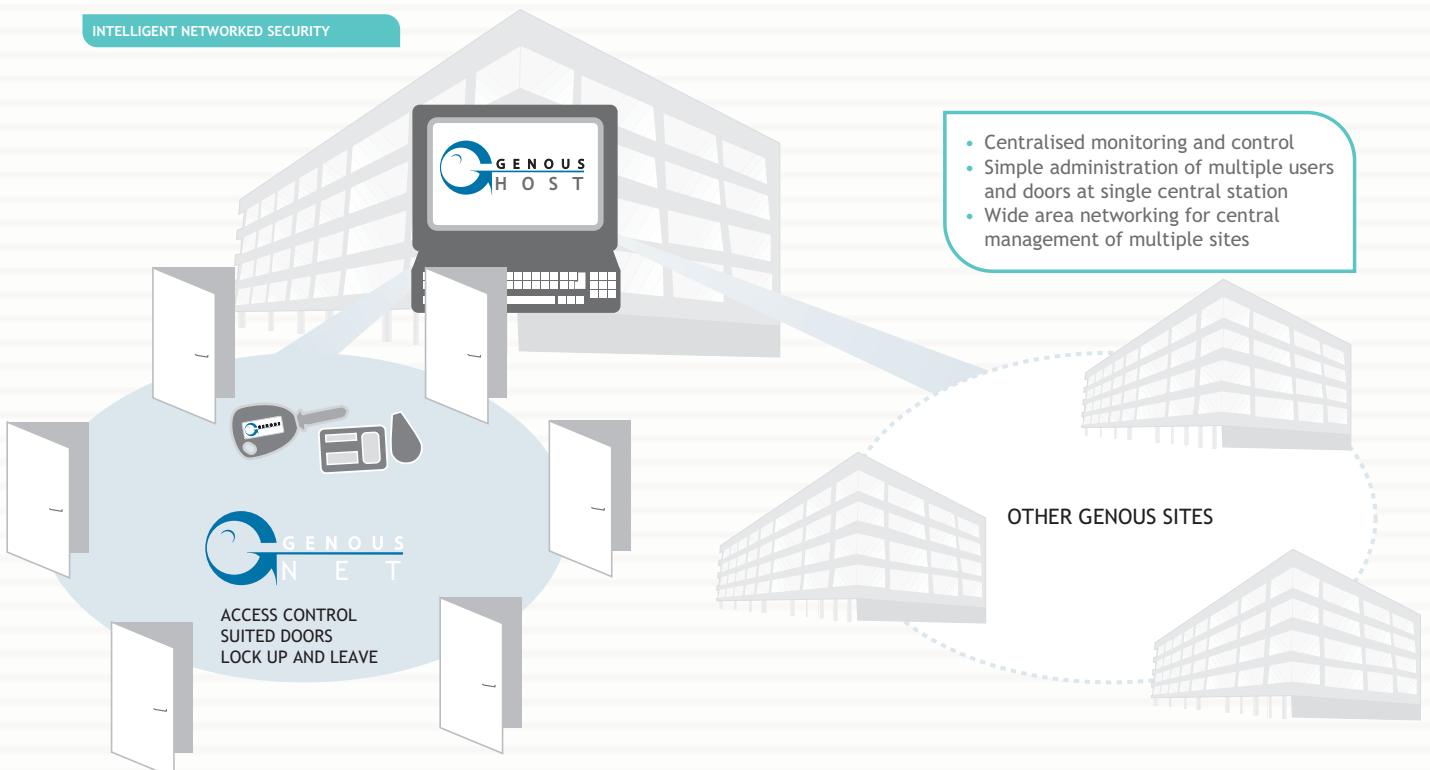 INTELLIGENT NETWORKED SECURITY
GENOUS
HOST
• Centralised monitoring and control
• Simple administration of multiple users
and doors at single central station
• Wide area networking for central
management of multiple sites
GENOUS
GENOUS
NET
ACCESS CONTROL
SUITED DOORS
LOCK UP AND LEAVE
OTHER GENOUS SITES